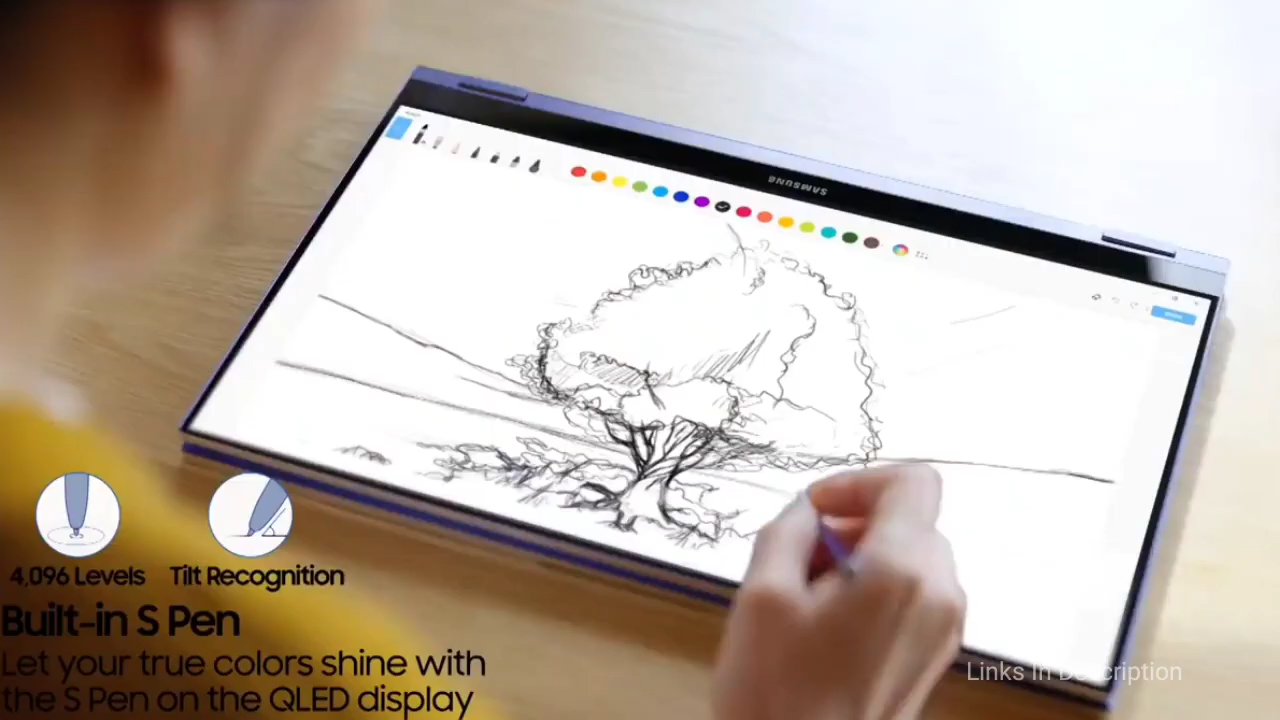 SAMSUNG
4,096 Levels
Tilt Recognition
Built-in S Pen
Let your true colors shine with
the S Pen on the QLED display
Links In Description